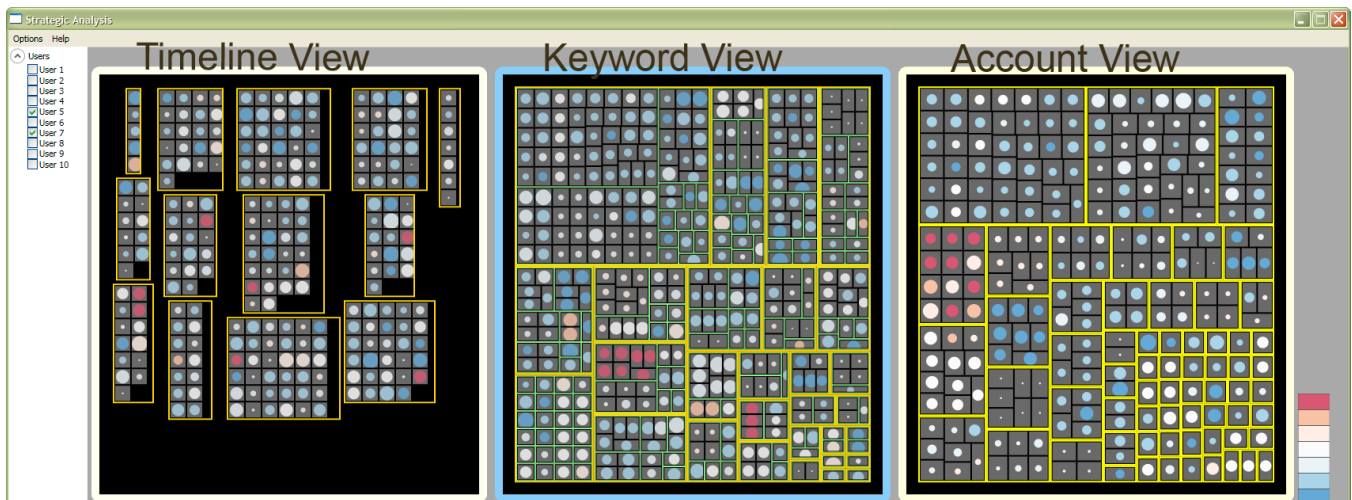 Strategic Analysis
Options Help
Users
User 1
User 2
User 3
User 4
User 5
User 6
User 7
User 8
User 9
User 10
Timeline View
Keyword View
Account View